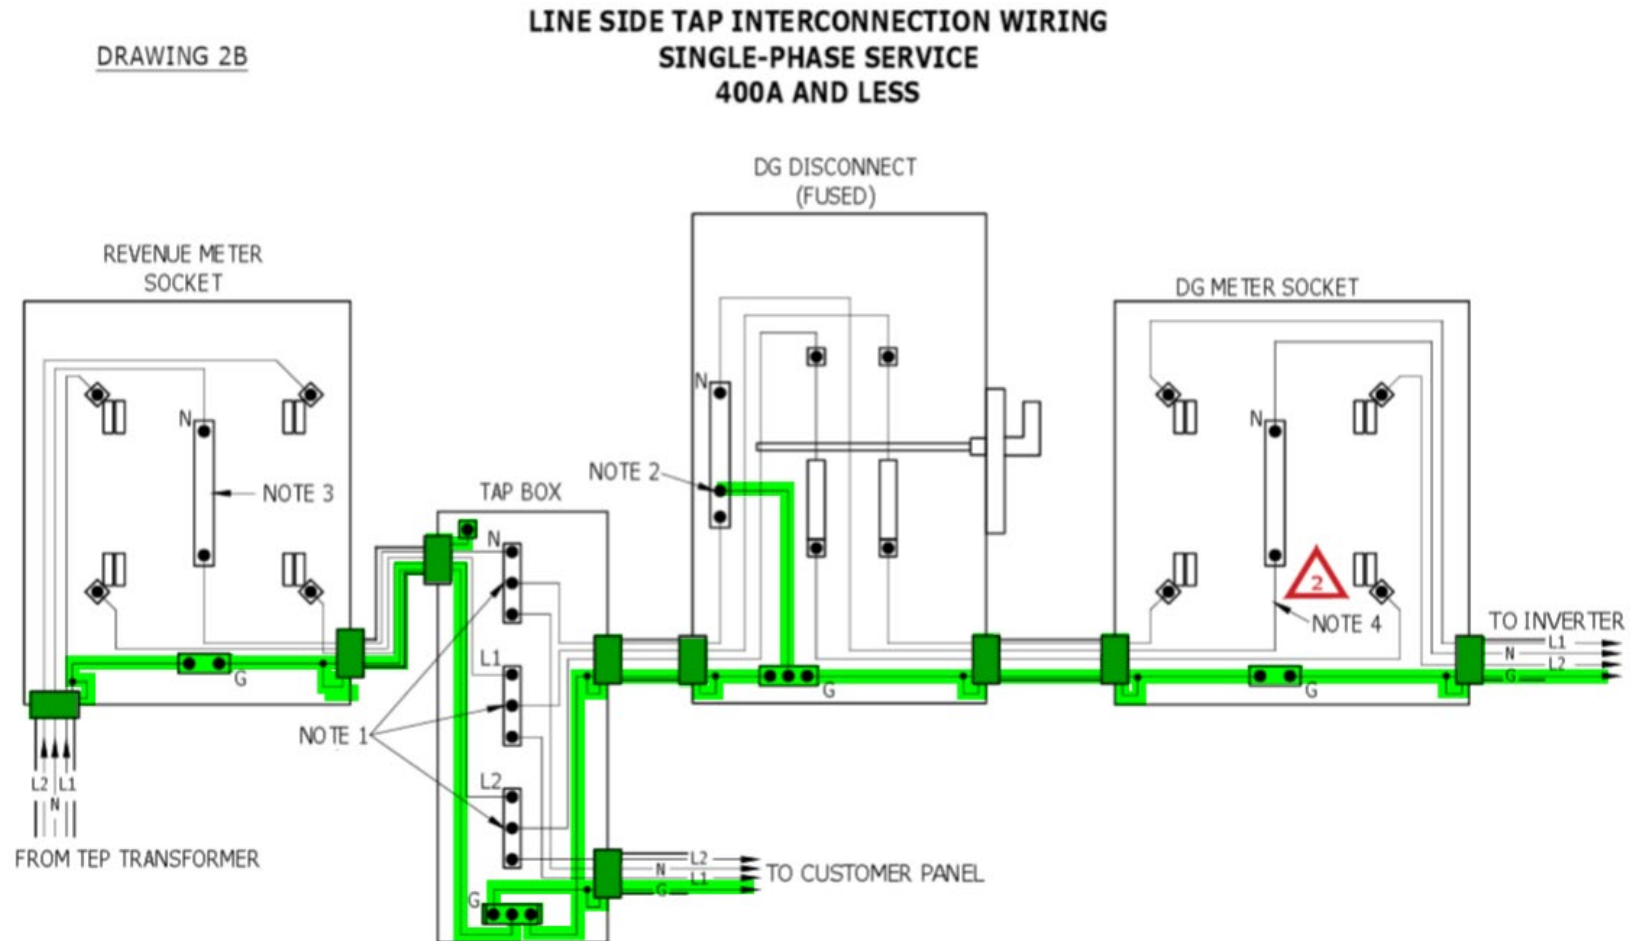 LINE SIDE TAP INTERCONNECTION WIRING
SINGLE-PHASE SERVICE
400A AND LESS
DRAWING 2B
DG DISCONNECT
(FUSED)
REVENUE METER
SOCKET
DG METER SOCKET
N
N
N
NOTE 3
NOTE 2
TAP BOX
N
2
NOTE 4
TO INVERTER
L1
N
L2
G
G
G
G
L1
NOTE 1
L2
L2
L1
N
FROM TEP TRANSFORMER
L2
N
L1
G
TO CUSTOMER PANEL
G